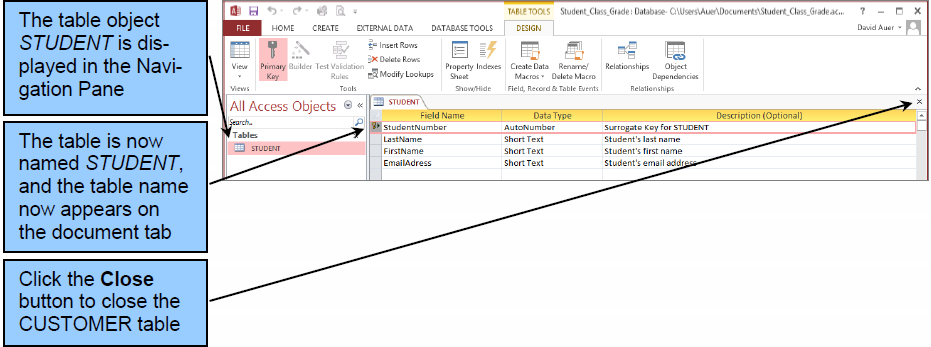 The table object
STUDENT is dis-
played in the Navi-
gation Pane
The table is now
named STUDENT,
and the table name
now appears on
the document tab
Click the Close
button to close the
CUSTOMER table
TABLE TOOLS Student_Class_Grade : Database- C:\Users\Auer\Documents\Student_Class_Grade.ac...
FILE HOME CREATE EXTERNAL DATA DATABASE TOOLS DESIGN David Auer
View Primary Key Builder Test Validation Rules Insert Rows Delete Rows Modify Lookups
Property Sheet Indexes Create Data Macros Rename/ Delete Macro Relationships Object Dependencies
Views Tools Show/Hide Field, Record & Table Events Relationships
All Access Objects
Search...
Tables
STUDENT
STUDENT
Field Name Data Type Description (Optional)
StudentNumber AutoNumber Surrogate Key for STUDENT
LastName Short Text Student's last name
FirstName Short Text Student's first name
EmailAdress Short Text Student's email address